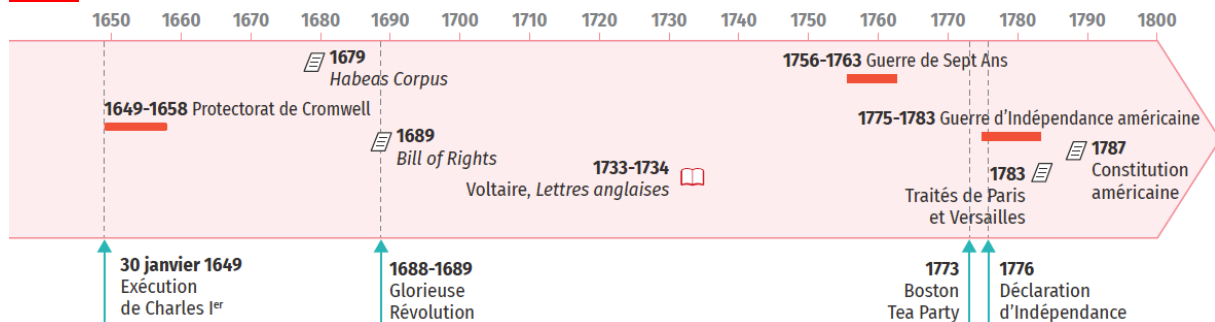 1650 1660 1670 1680 1690 1700 1710 1720 1730 1740 1750 1760 1770 1780 1790 1800
1679
Habeas Corpus
1756-1763 Guerre de Sept Ans
1649-1658 Protectorat de Cromwell
1775-1783 Guerre d'Indépendance américaine
1689
Bill of Rights
1787
Constitution
américaine
1733-1734
Voltaire, Lettres anglaises
1783
Traités de Paris
et Versailles
30 janvier 1649
Exécution
de Charles Ier
1688-1689
Glorieuse
Révolution
1773
Boston
Tea Party
1776
Déclaration
d'Indépendance